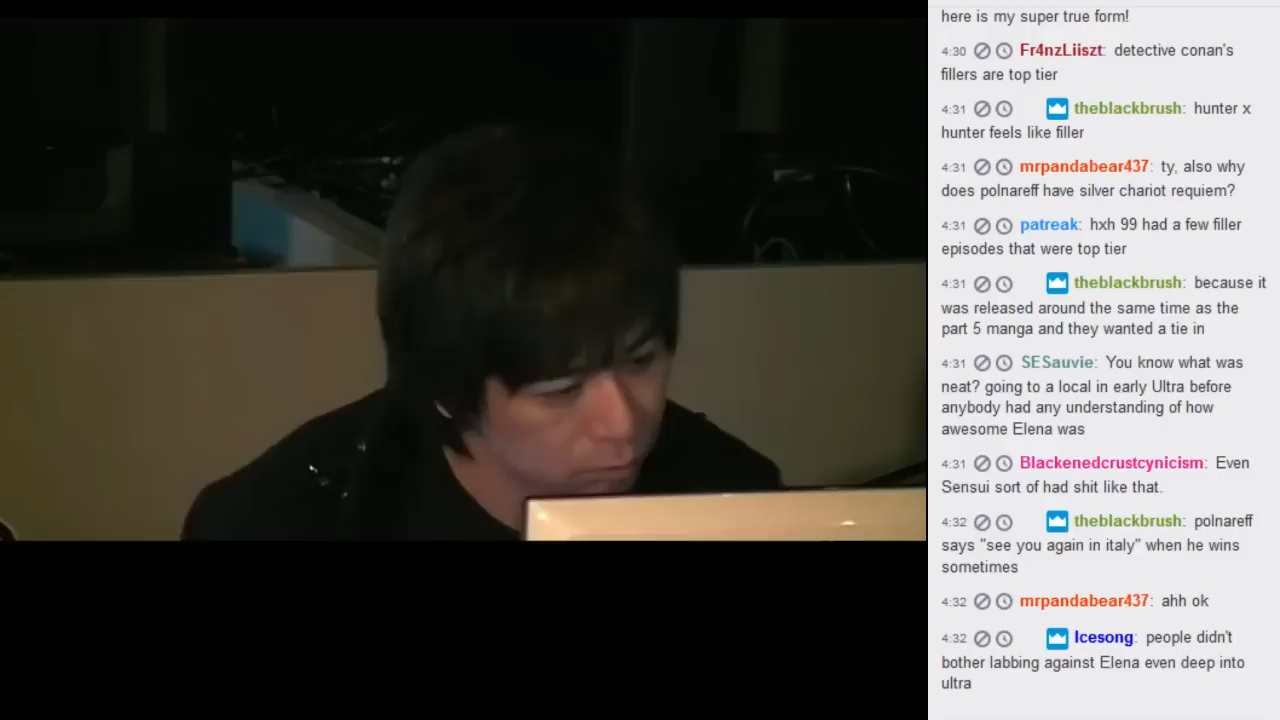 here is my super true form!
4:30 Fr4nzLiiszt: detective conan's
fillers are top tier
4:31 theblackbrush: hunter x
hunter feels like filler
4:31 mrpandabear437: ty, also why
does polnareff have silver chariot requiem?
4:31 patreak: hxh 99 had a few filler
episodes that were top tier
4:31 theblackbrush: because it
was released around the same time as the
part 5 manga and they wanted a tie in
4:31 SESauvie: You know what was
neat? going to a local in early Ultra before
anybody had any understanding of how
awesome Elena was
4:31 Blackenedcrustcynicism: Even
Sensui sort of had shit like that.
4:32 theblackbrush: polnareff
says "see you again in italy" when he wins
sometimes
4:32 mrpandabear437: ahh ok
4:32 Icesong: people didn't
bother labbing against Elena even deep into
ultra